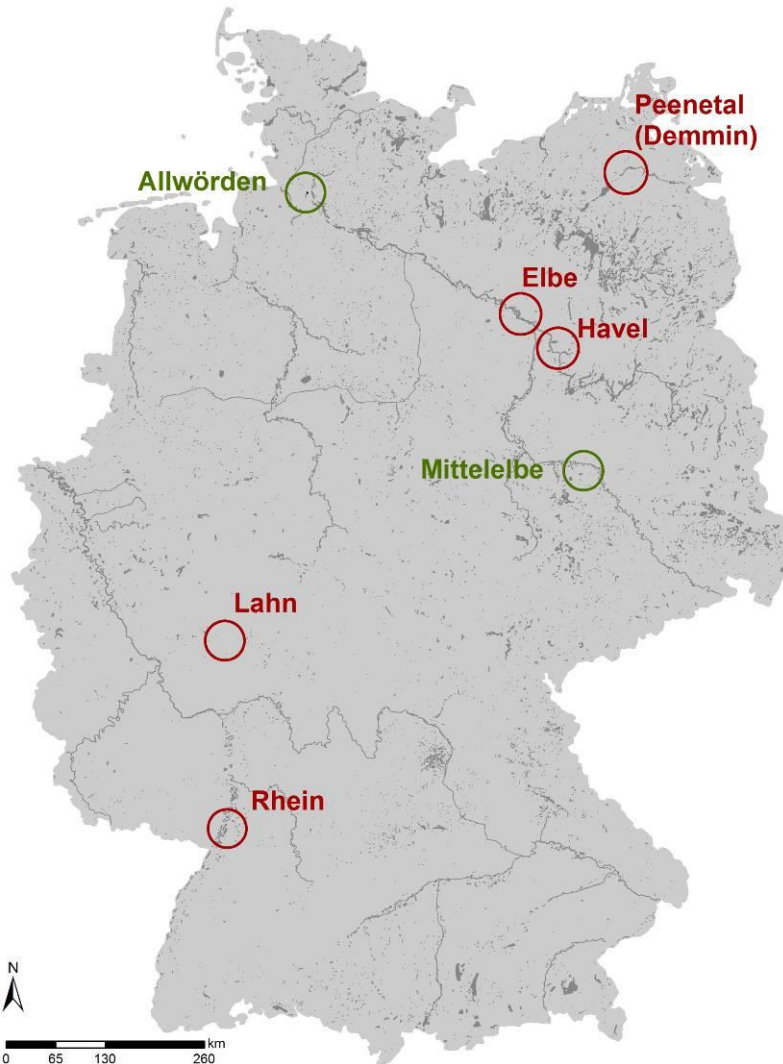 Peenetal
(Demmin)
Allwörden
Elbe
Havel
Mittelelbe
Lahn
Rhein
N
km
0 65 130 260